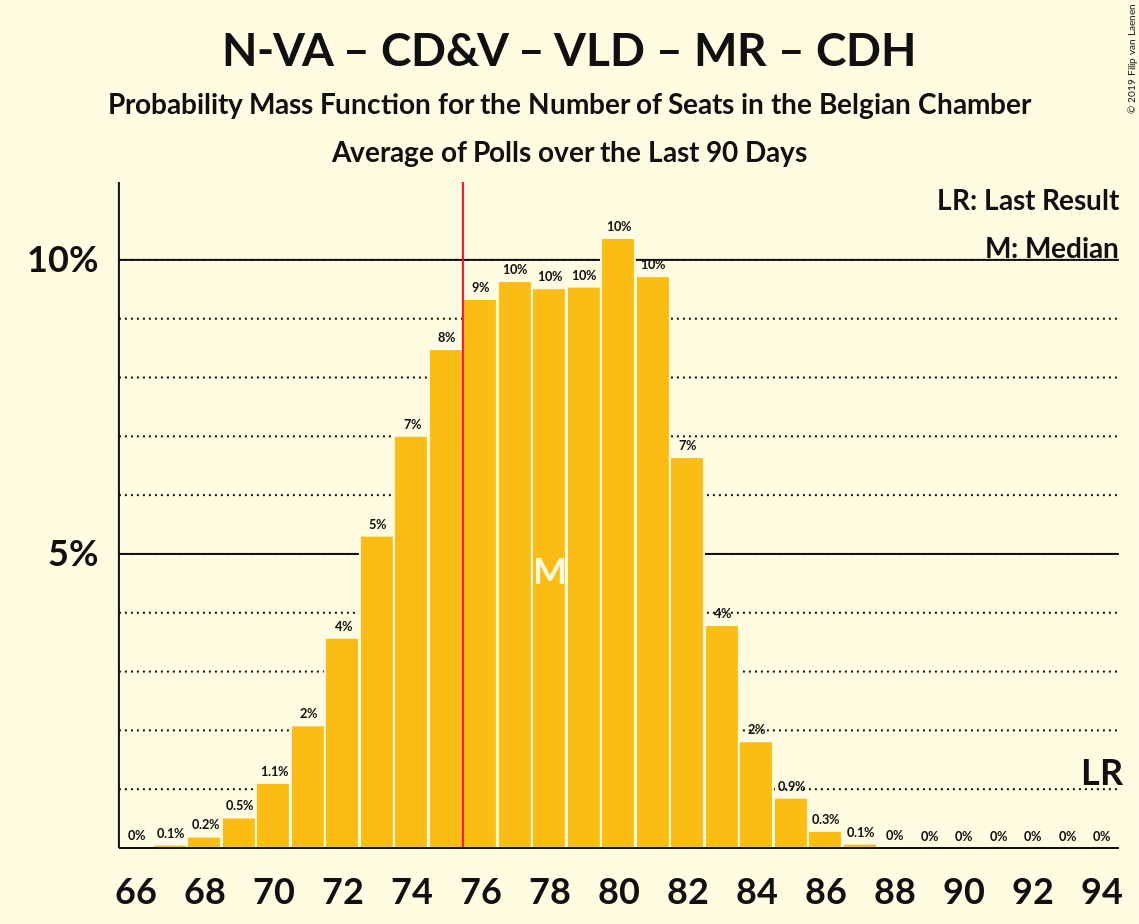 N-VA – CD&V – VLD – MR – CDH
Probability Mass Function for the Number of Seats in the Belgian Chamber
Average of Polls over the Last 90 Days
© 2019 Filip van Laenen
LR: Last Result
M: Median
10%
5%
0% 0.1% 0.2% 0.5% 1.1% 2% 4% 5% 7% 8% 9% 10% 10% 10% 10% 10% 7% 4% 2% 0.9% 0.3% 0.1% 0% 0% 0% 0% 0% 0% 0%
M
LR
66 68 70 72 74 76 78 80 82 84 86 88 90 92 94